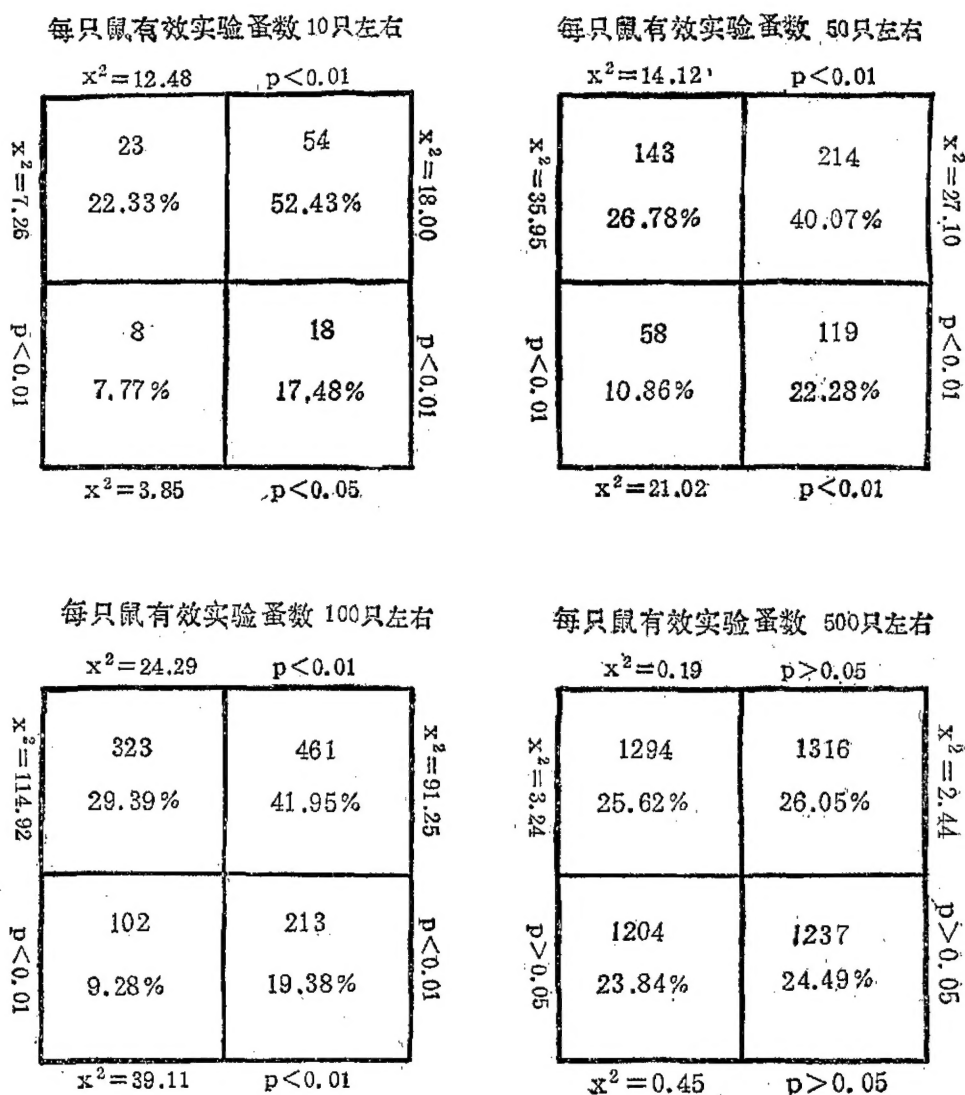 每只鼠有效实验蚤数 10只左右
x²=12.48 p<0.01
x²=7.26 p<0.01
23 54
22.33% 52.43%
8 18
7.77% 17.48%
x²=18.00 p<0.01
x²=3.85 p<0.05
每只鼠有效实验蚤数 50只左右
x²=14.12 p<0.01
x²=35.95 p<0.01
143 214
26.78% 40.07%
58 119
10.86% 22.28%
x²=27.10 p<0.01
x²=21.02 p<0.01
每只鼠有效实验蚤数 100只左右
x²=24.29 p<0.01
x²=114.92 p<0.01
323 461
29.39% 41.95%
102 213
9.28% 19.38%
x²=91.25 p<0.01
x²=39.11 p<0.01
每只鼠有效实验蚤数 500只左右
x²=0.19 p>0.05
x²=3.24 p>0.05
1294 1316
25.62% 26.05%
1204 1237
23.84% 24.49%
x²=2.44 p>0.05
x²=0.45 p>0.05